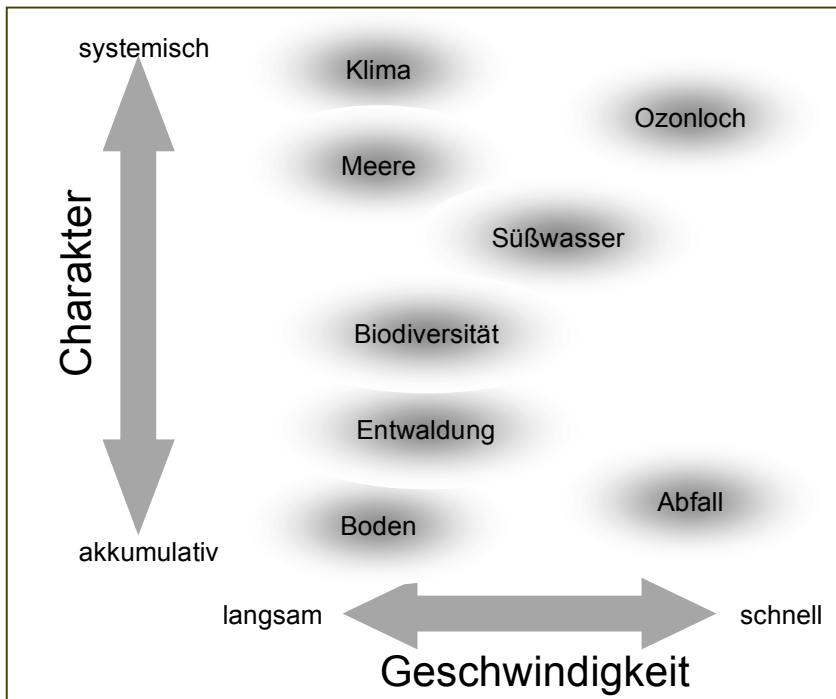 systemisch
Klima
Ozonloch
Meere
Charakter
Süßwasser
Biodiversität
Entwaldung
Abfall
Boden
akkumulativ
langsam
schnell
Geschwindigkeit